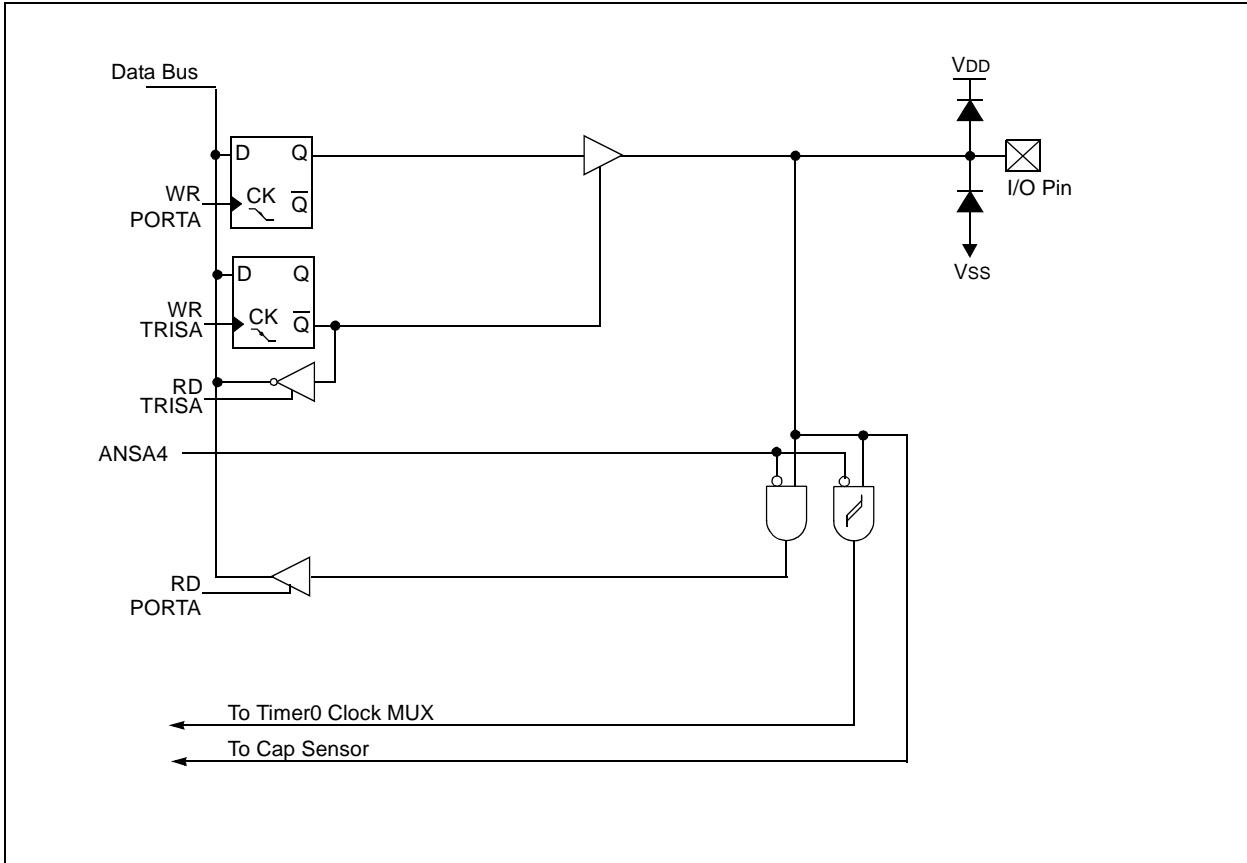 Data Bus
VDD
D Q
WR
PORTA
CK Q̅
I/O Pin
D Q
VSS
WR
TRISA
CK Q̅
RD
TRISA
ANSA4
RD
PORTA
To Timer0 Clock MUX
To Cap Sensor